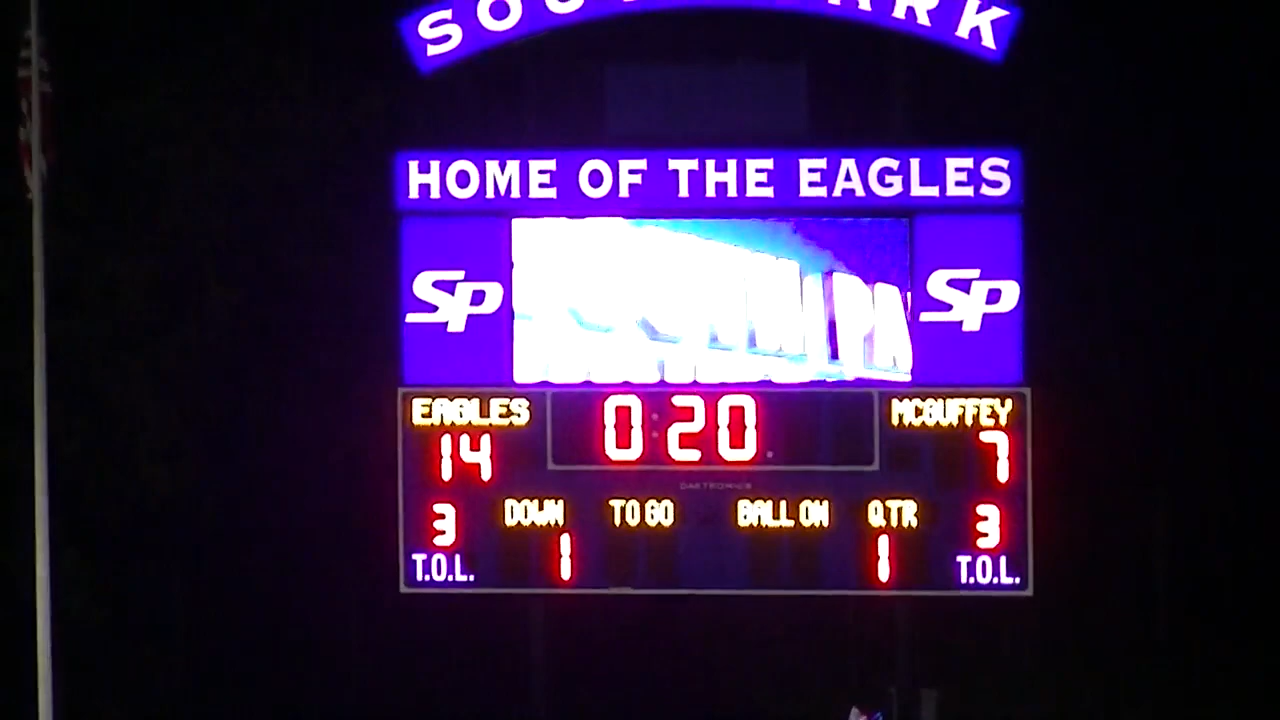 HOME OF THE EAGLES
SP SP
EAGLES 0:20 MCGUFFEY
14 7
DAKTRONICS
3 DOWN TO GO BALL ON QTR 3
T.O.L. 1 1 T.O.L.